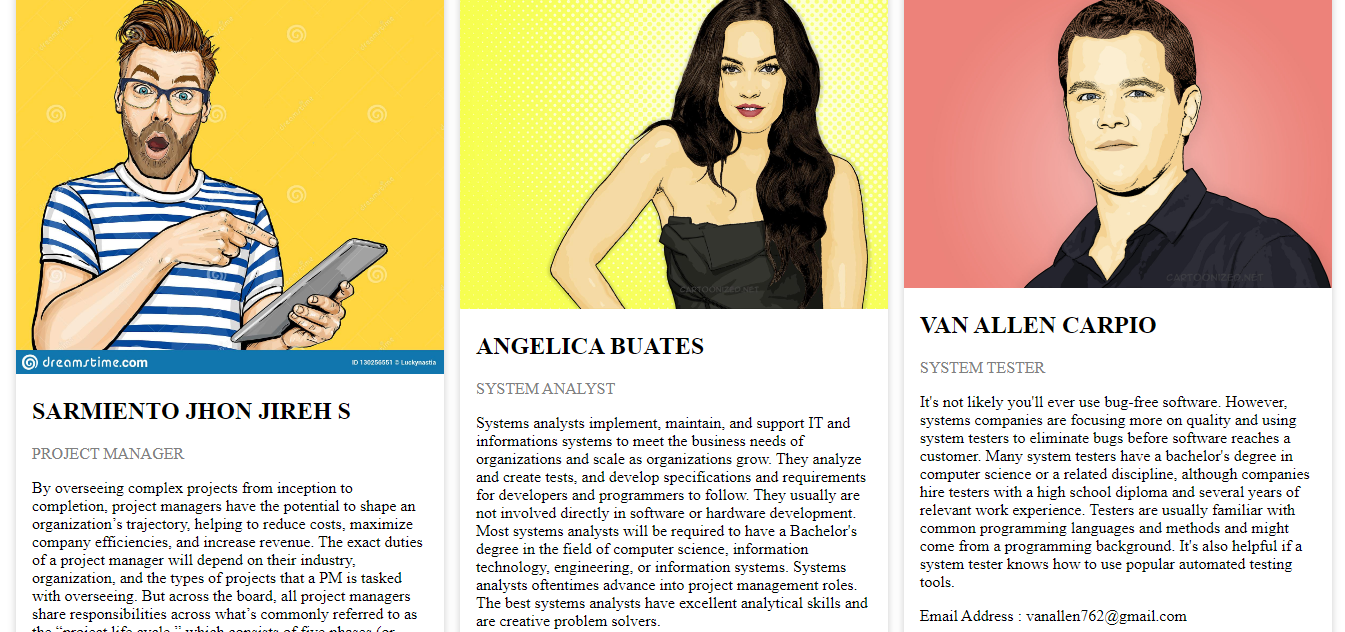 dreamstime.com
ID 130256551 © Luckynastia
SARMIENTO JHON JIREH S
PROJECT MANAGER
By overseeing complex projects from inception to
completion, project managers have the potential to shape an
organization’s trajectory, helping to reduce costs, maximize
company efficiencies, and increase revenue. The exact duties
of a project manager will depend on their industry,
organization, and the types of projects that a PM is tasked
with overseeing. But across the board, all project managers
share responsibilities across what’s commonly referred to as
the “project life cycle,” which consists of five phases (or
CARTOONIZED.NET
ANGELICA BUATES
SYSTEM ANALYST
Systems analysts implement, maintain, and support IT and
informations systems to meet the business needs of
organizations and scale as organizations grow. They analyze
and create tests, and develop specifications and requirements
for developers and programmers to follow. They usually are
not involved directly in software or hardware development.
Most systems analysts will be required to have a Bachelor's
degree in the field of computer science, information
technology, engineering, or information systems. Systems
analysts oftentimes advance into project management roles.
The best systems analysts have excellent analytical skills and
are creative problem solvers.
CARTOONIZED.NET
VAN ALLEN CARPIO
SYSTEM TESTER
It's not likely you'll ever use bug-free software. However,
systems companies are focusing more on quality and using
system testers to eliminate bugs before software reaches a
customer. Many system testers have a bachelor's degree in
computer science or a related discipline, although companies
hire testers with a high school diploma and several years of
relevant work experience. Testers are usually familiar with
common programming languages and methods and might
come from a programming background. It's also helpful if a
system tester knows how to use popular automated testing
tools.
Email Address : vanallen762@gmail.com